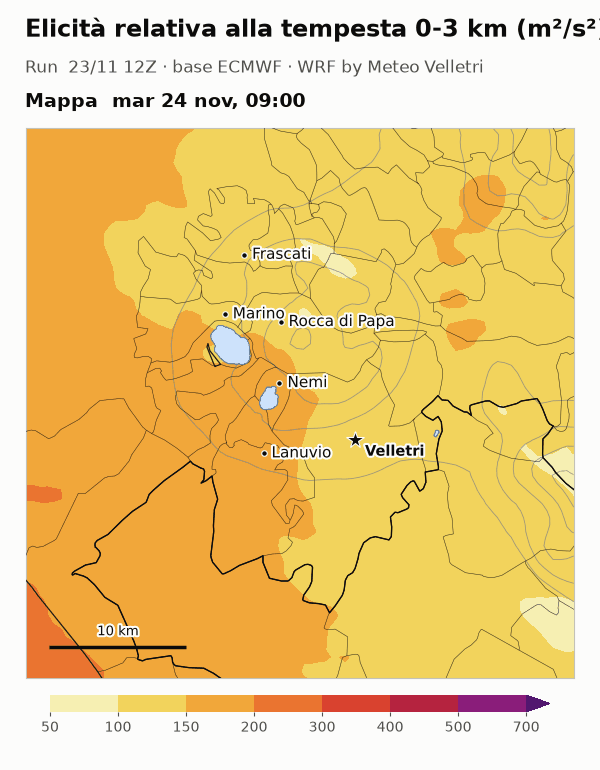 Elicità relativa alla tempesta 0-3 km (m²/s²)
Run  23/11 12Z · base ECMWF · WRF by Meteo Velletri
Mappa  mar 24 nov, 09:00
Frascati
Marino
Rocca di Papa
Nemi
Velletri
Lanuvio
10 km
50 100 150 200 300 400 500 700